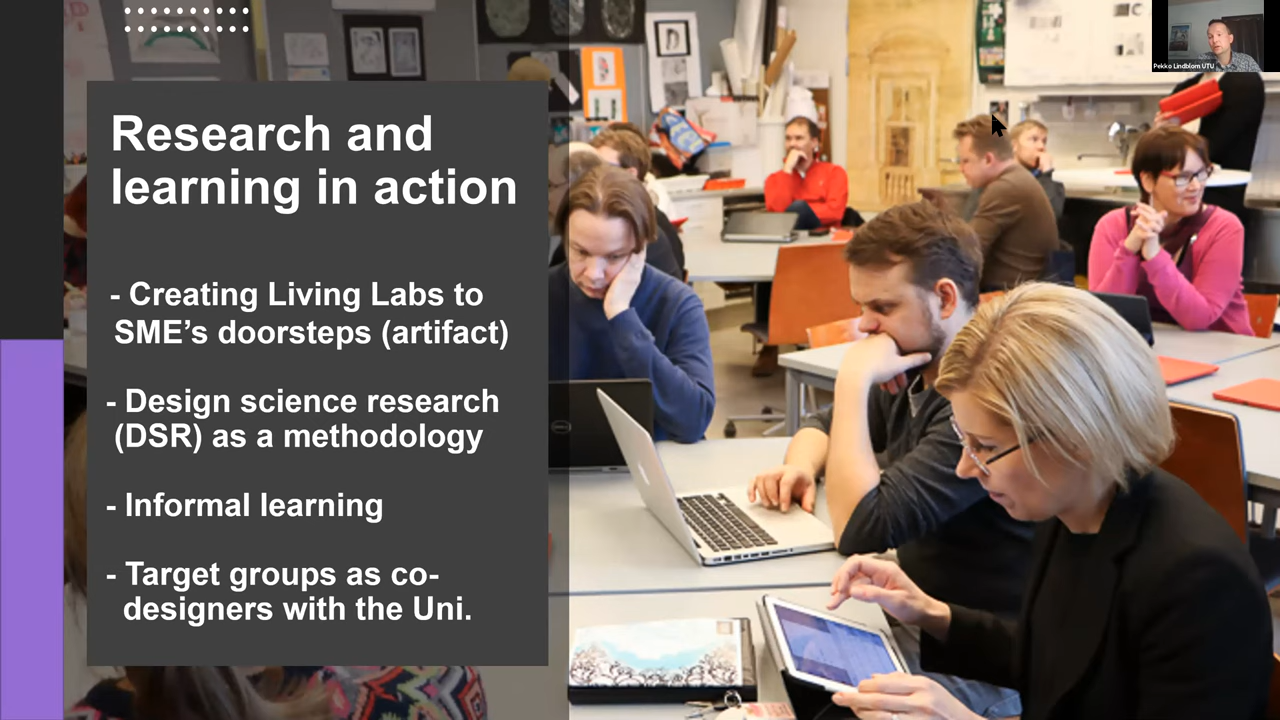 Research and
learning in action
- Creating Living Labs to
SME’s doorsteps (artifact)
- Design science research
(DSR) as a methodology
- Informal learning
- Target groups as co-
designers with the Uni.
Pekko Lindblom UTU